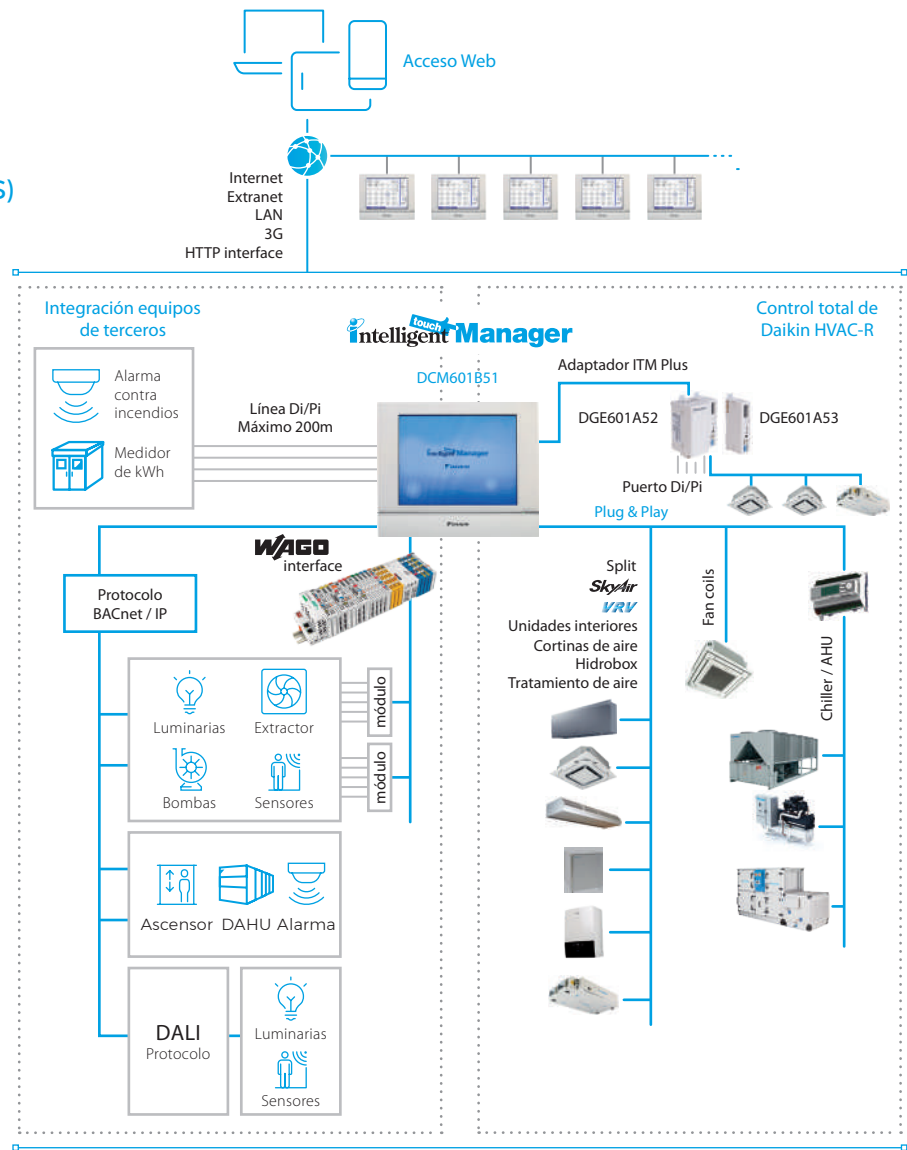 Acceso Web
S)
Internet
Extranet
LAN
3G
HTTP interface
Integración equipos
de terceros
Alarma
contra
incendios
Medidor
de kWh
Línea Di/Pi
Máximo 200m
intelligent touch Manager
DCM601B51
Control total de
Daikin HVAC-R
Adaptador ITM Plus
DGE601A52
DGE601A53
Puerto Di/Pi
Plug & Play
intelligent Manager
DAIKIN
DAIKIN
WAGO
interface
Protocolo
BACnet / IP
Luminarias
Extractor
módulo
Bombas
Sensores
módulo
Ascensor
DAHU
Alarma
DALI
Protocolo
Luminarias
Sensores
Split
SkyAir
VRV
Unidades interiores
Cortinas de aire
Hidrobox
Tratamiento de aire
Fan coils
Chiller / AHU